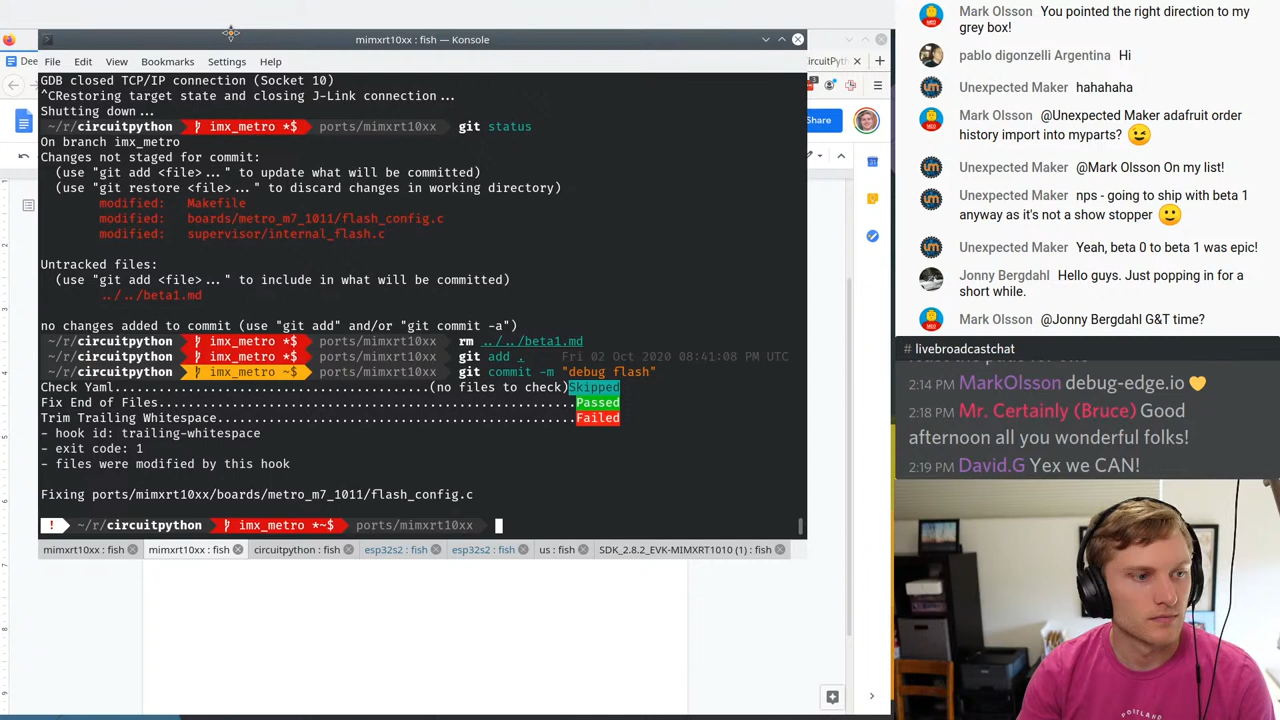 mimxrt10xx : fish — Konsole
Dee
File Edit View Bookmarks Settings Help
GDB closed TCP/IP connection (Socket 10)
^CRestoring target state and closing J-Link connection...
Shutting down...
~/r/circuitpython imx_metro *$ ports/mimxrt10xx git status
On branch imx_metro
Changes not staged for commit:
(use "git add <file>..." to update what will be committed)
(use "git restore <file>..." to discard changes in working directory)
modified: Makefile
modified: boards/metro_m7_1011/flash_config.c
modified: supervisor/internal_flash.c
Untracked files:
(use "git add <file>..." to include in what will be committed)
../../beta1.md
no changes added to commit (use "git add" and/or "git commit -a")
~/r/circuitpython imx_metro *$ ports/mimxrt10xx rm ../../beta1.md
~/r/circuitpython imx_metro *$ ports/mimxrt10xx git add . Fri 02 Oct 2020 08:41:08 PM UTC
~/r/circuitpython imx_metro ~$ ports/mimxrt10xx git commit -m "debug flash"
Check Yaml...........................................................(no files to check)Skipped
Fix End of Files.........................................................................Passed
Trim Trailing Whitespace.................................................................Failed
- hook id: trailing-whitespace
- exit code: 1
- files were modified by this hook
Fixing ports/mimxrt10xx/boards/metro_m7_1011/flash_config.c
! ~/r/circuitpython imx_metro *~$ ports/mimxrt10xx
mimxrt10xx : fish mimxrt10xx : fish circuitpython : fish esp32s2 : fish esp32s2 : fish us : fish SDK_2.8.2_EVK-MIMXRT1010 (1) : fish
ircuitPyth
Share
Mark Olsson You pointed the right direction to my
grey box!
pablo digonzelli Argentina Hi
Unexpected Maker hahahaha
Mark Olsson @Unexpected Maker adafruit order
history import into myparts? 😉
Unexpected Maker @Mark Olsson On my list!
Unexpected Maker nps - going to ship with beta 1
anyway as it's not a show stopper 🙂
Unexpected Maker Yeah, beta 0 to beta 1 was epic!
Jonny Bergdahl Hello guys. Just popping in for a
short while.
Mark Olsson @Jonny Bergdahl G&T time?
# livebroadcastchat
2:14 PM MarkOlsson debug-edge.io 💛
2:18 PM Mr. Certainly (Bruce) Good
afternoon all you wonderful folks!
2:19 PM David.G Yex we CAN!
PORTLAND